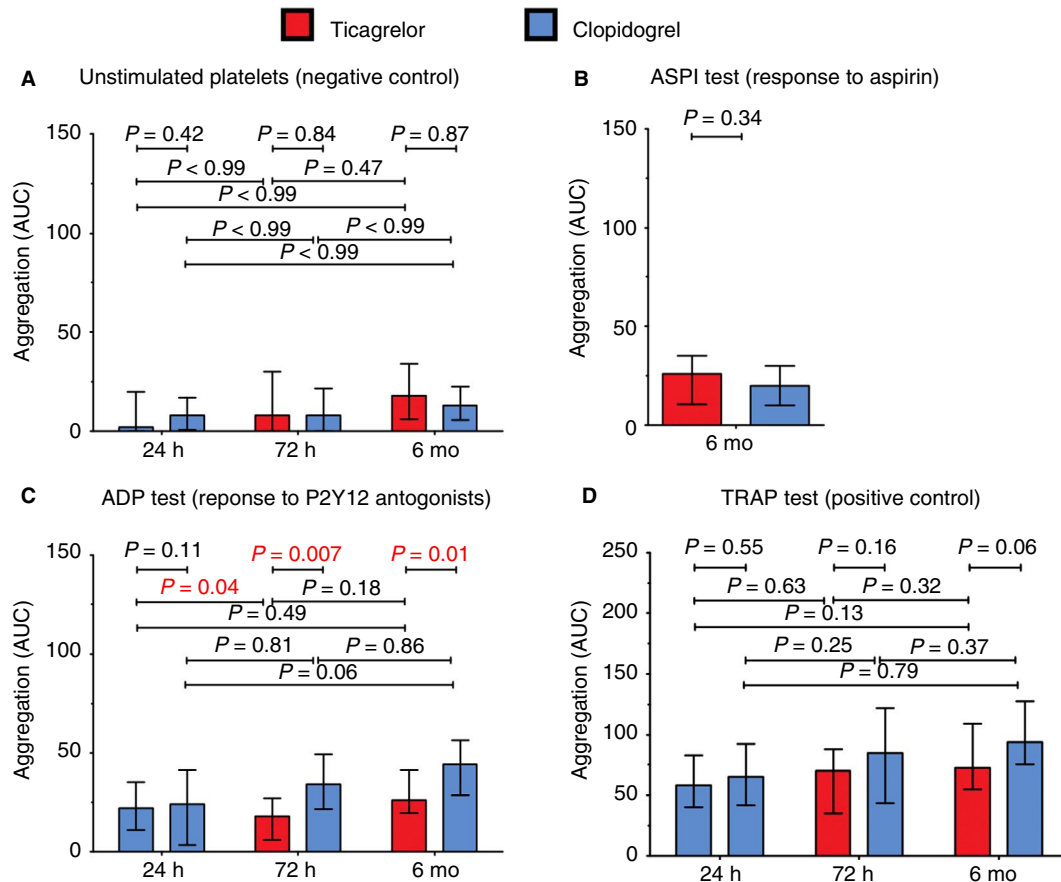 Ticagrelor Clopidogrel
A Unstimulated platelets (negative control)
Aggregation (AUC)
150
100
50
0
P = 0.42 P = 0.84 P = 0.87
P < 0.99 P = 0.47
P < 0.99
P < 0.99 P < 0.99
P < 0.99
24 h 72 h 6 mo
B ASPI test (response to aspirin)
Aggregation (AUC)
150
100
50
0
P = 0.34
6 mo
C ADP test (reponse to P2Y12 antogonists)
Aggregation (AUC)
150
100
50
0
P = 0.11 P = 0.007 P = 0.01
P = 0.04 P = 0.18
P = 0.49
P = 0.81 P = 0.86
P = 0.06
24 h 72 h 6 mo
D TRAP test (positive control)
Aggregation (AUC)
250
200
150
100
50
0
P = 0.55 P = 0.16 P = 0.06
P = 0.63 P = 0.32
P = 0.13
P = 0.25 P = 0.37
P = 0.79
24 h 72 h 6 mo